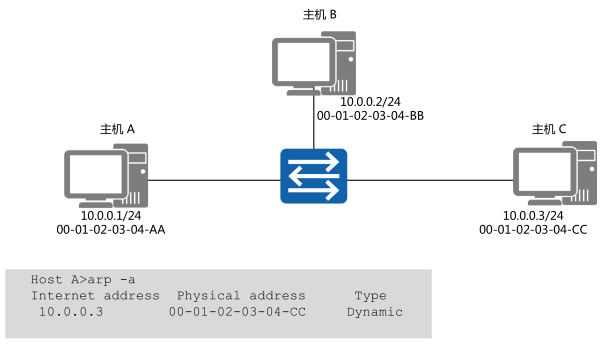 主机 B
10.0.0.2/24
00-01-02-03-04-BB
主机 A
10.0.0.1/24
00-01-02-03-04-AA
主机 C
10.0.0.3/24
00-01-02-03-04-CC
Host A>arp -a
Internet address Physical address Type
10.0.0.3 00-01-02-03-04-CC Dynamic